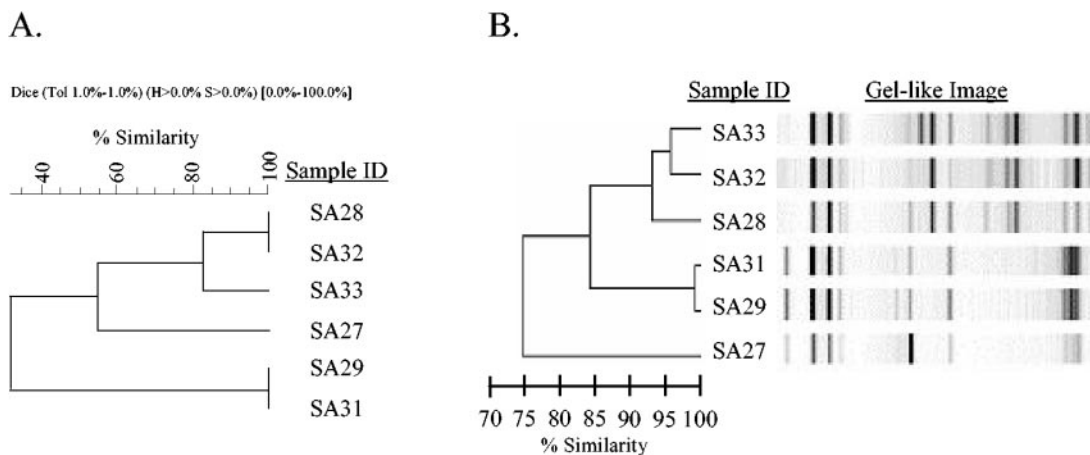 A.
Dice (Tol 1.0%-1.0%) (H>0.0% S>0.0%) [0.0%-100.0%]
% Similarity
40 60 80 100
Sample ID
SA28
SA32
SA33
SA27
SA29
SA31
B.
Sample ID Gel-like Image
SA33
SA32
SA28
SA31
SA29
SA27
70 75 80 85 90 95 100
% Similarity